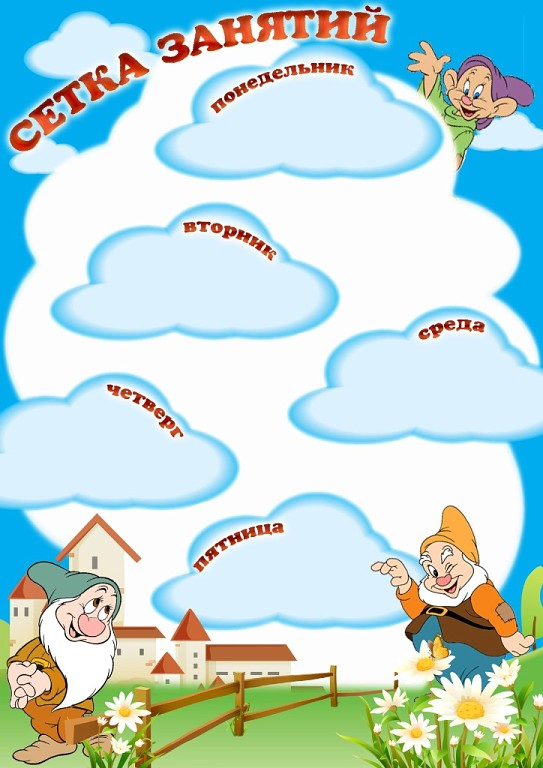 СЕТКА ЗАНЯТИЙ
понедельник
вторник
среда
четверг
пятница